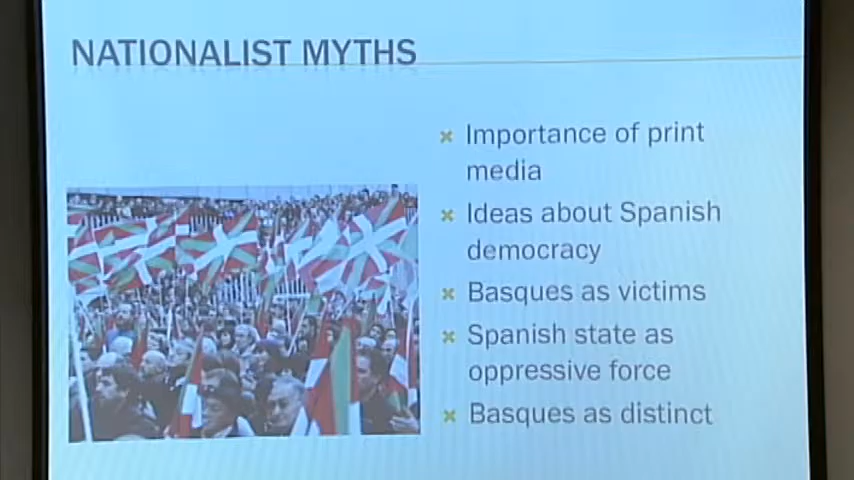 NATIONALIST MYTHS
Importance of print
media
Ideas about Spanish
democracy
Basques as victims
Spanish state as
oppressive force
Basques as distinct